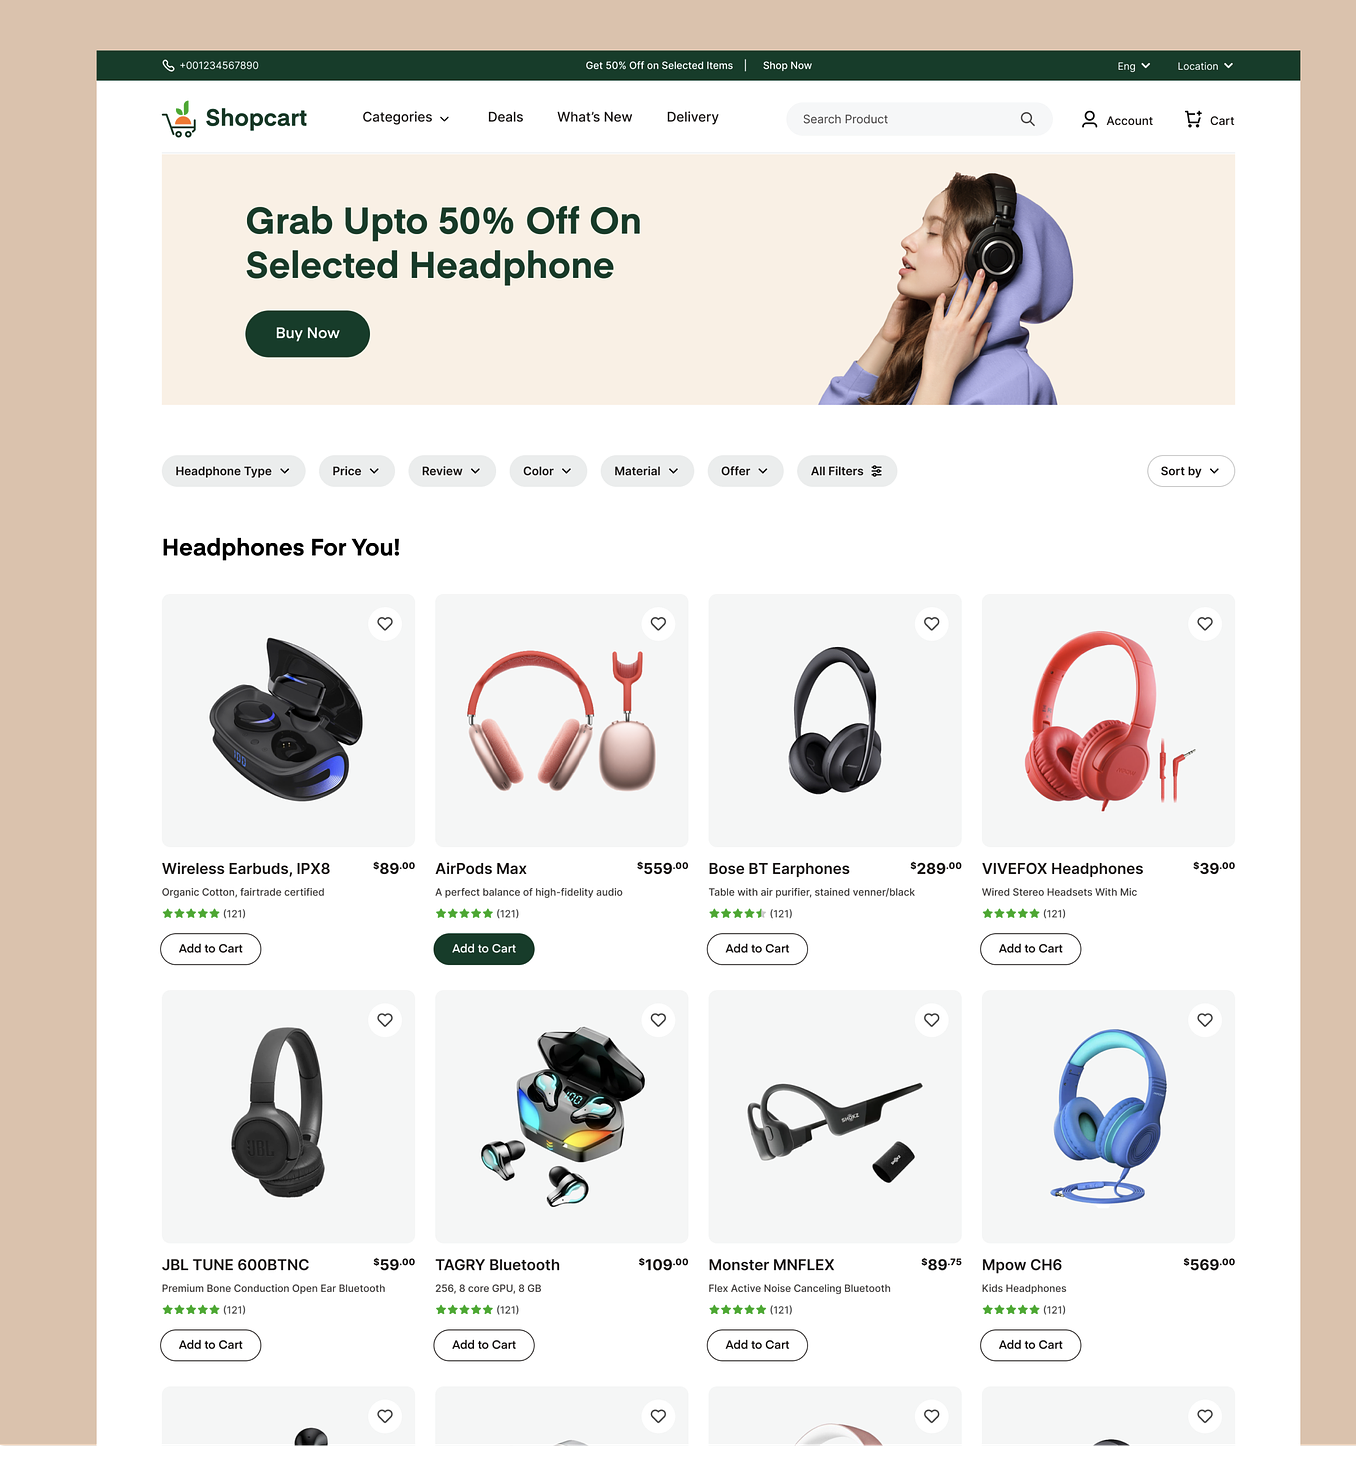 +001234567890
Get 50% Off on Selected Items | Shop Now
Eng
Location
Shopcart
Categories
Deals
What's New
Delivery
Search Product
Account
Cart
Grab Upto 50% Off On
Selected Headphone
Buy Now
Headphone Type
Price
Review
Color
Material
Offer
All Filters
Sort by
Headphones For You!
Wireless Earbuds, IPX8 $89.00
Organic Cotton, fairtrade certified
(121)
Add to Cart
AirPods Max $559.00
A perfect balance of high-fidelity audio
(121)
Add to Cart
Bose BT Earphones $289.00
Table with air purifier, stained venner/black
(121)
Add to Cart
VIVEFOX Headphones $39.00
Wired Stereo Headsets With Mic
(121)
Add to Cart
JBL
JBL TUNE 600BTNC $59.00
Premium Bone Conduction Open Ear Bluetooth
(121)
Add to Cart
100
TAGRY Bluetooth $109.00
256, 8 core GPU, 8 GB
(121)
Add to Cart
SHOKZ
Monster MNFLEX $89.75
Flex Active Noise Canceling Bluetooth
(121)
Add to Cart
Mpow CH6 $569.00
Kids Headphones
(121)
Add to Cart